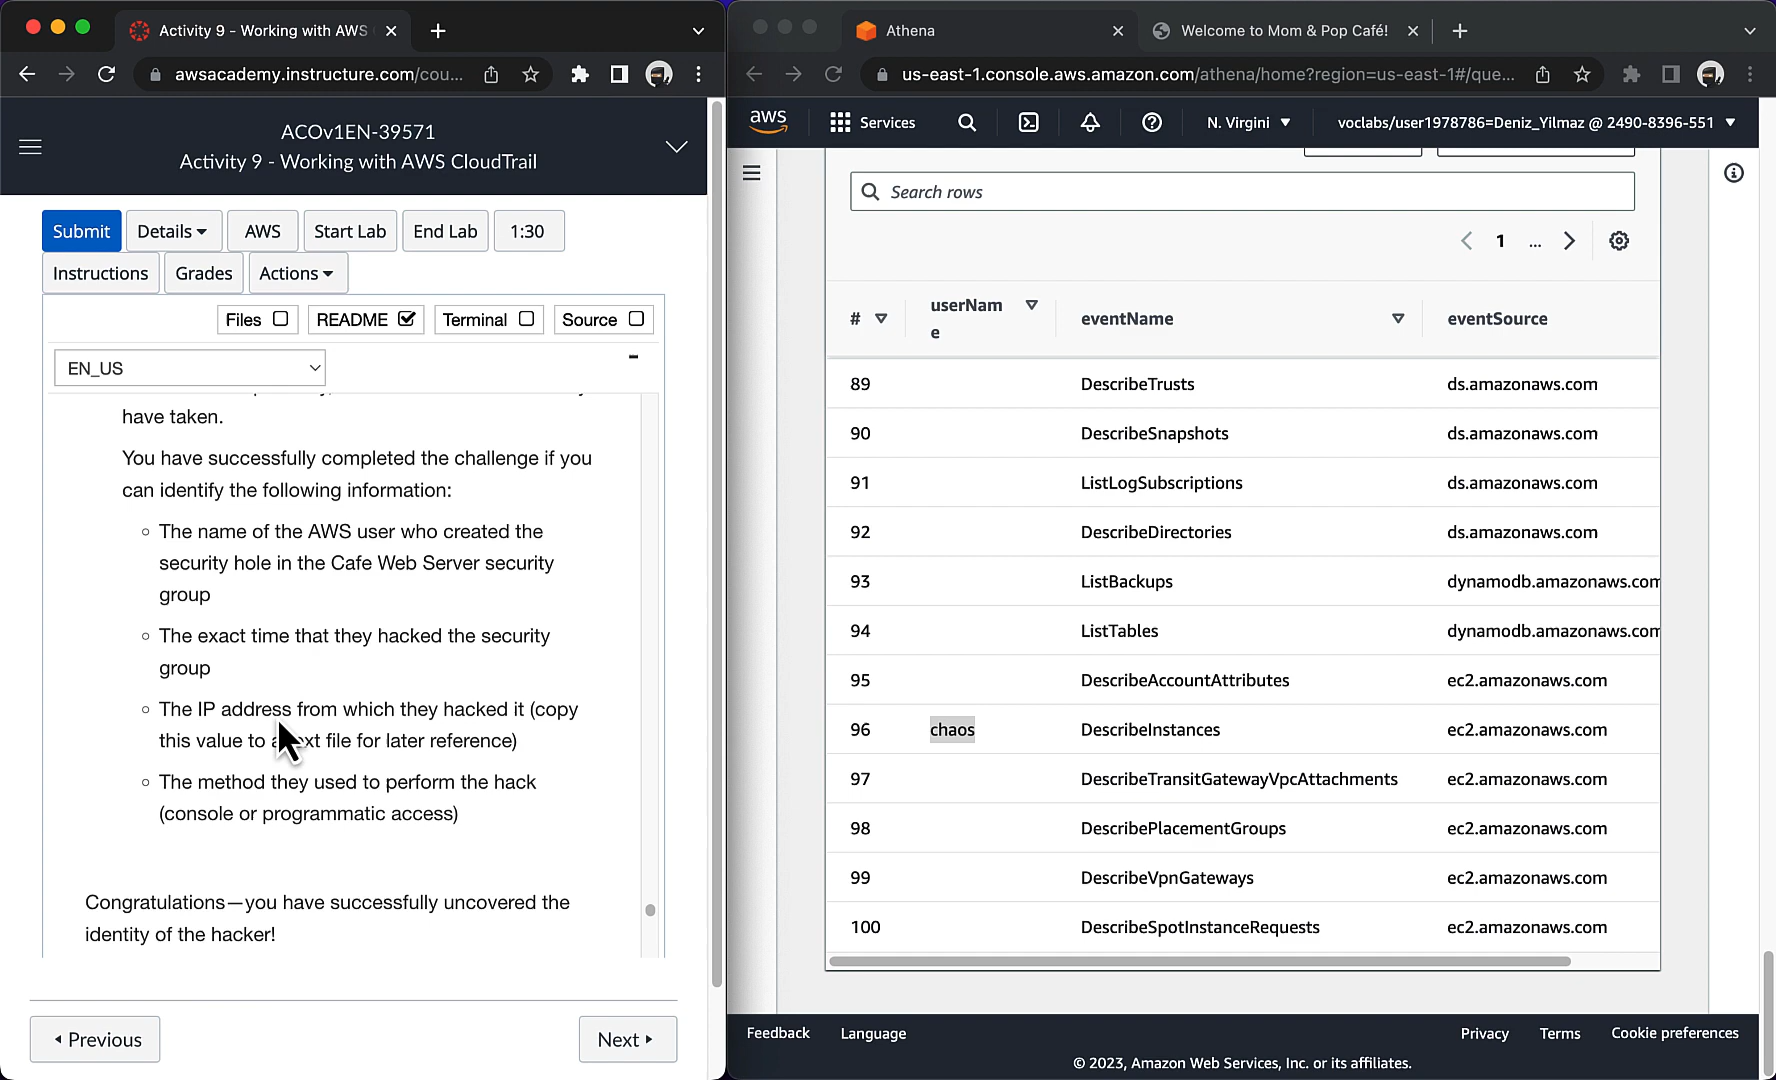 Activity 9 - Working with AWS
awsacademy.instructure.com/cou...
ACOv1EN-39571
Activity 9 - Working with AWS CloudTrail
Submit
Details
AWS
Start Lab
End Lab
1:30
Instructions
Grades
Actions
Files
README
Terminal
Source
EN_US
have taken.
You have successfully completed the challenge if you
can identify the following information:
The name of the AWS user who created the
security hole in the Cafe Web Server security
group
The exact time that they hacked the security
group
The IP address from which they hacked it (copy
this value to a text file for later reference)
The method they used to perform the hack
(console or programmatic access)
Congratulations—you have successfully uncovered the
identity of the hacker!
Previous
Next
Athena
Welcome to Mom & Pop Café!
us-east-1.console.aws.amazon.com/athena/home?region=us-east-1#/que...
aws
Services
N. Virgini
voclabs/user1978786=Deniz_Yilmaz @ 2490-8396-551
Search rows
1
...
# userNam
e eventName eventSource
89 DescribeTrusts ds.amazonaws.com
90 DescribeSnapshots ds.amazonaws.com
91 ListLogSubscriptions ds.amazonaws.com
92 DescribeDirectories ds.amazonaws.com
93 ListBackups dynamodb.amazonaws.com
94 ListTables dynamodb.amazonaws.com
95 DescribeAccountAttributes ec2.amazonaws.com
96 chaos DescribeInstances ec2.amazonaws.com
97 DescribeTransitGatewayVpcAttachments ec2.amazonaws.com
98 DescribePlacementGroups ec2.amazonaws.com
99 DescribeVpnGateways ec2.amazonaws.com
100 DescribeSpotInstanceRequests ec2.amazonaws.com
Feedback
Language
Privacy
Terms
Cookie preferences
© 2023, Amazon Web Services, Inc. or its affiliates.